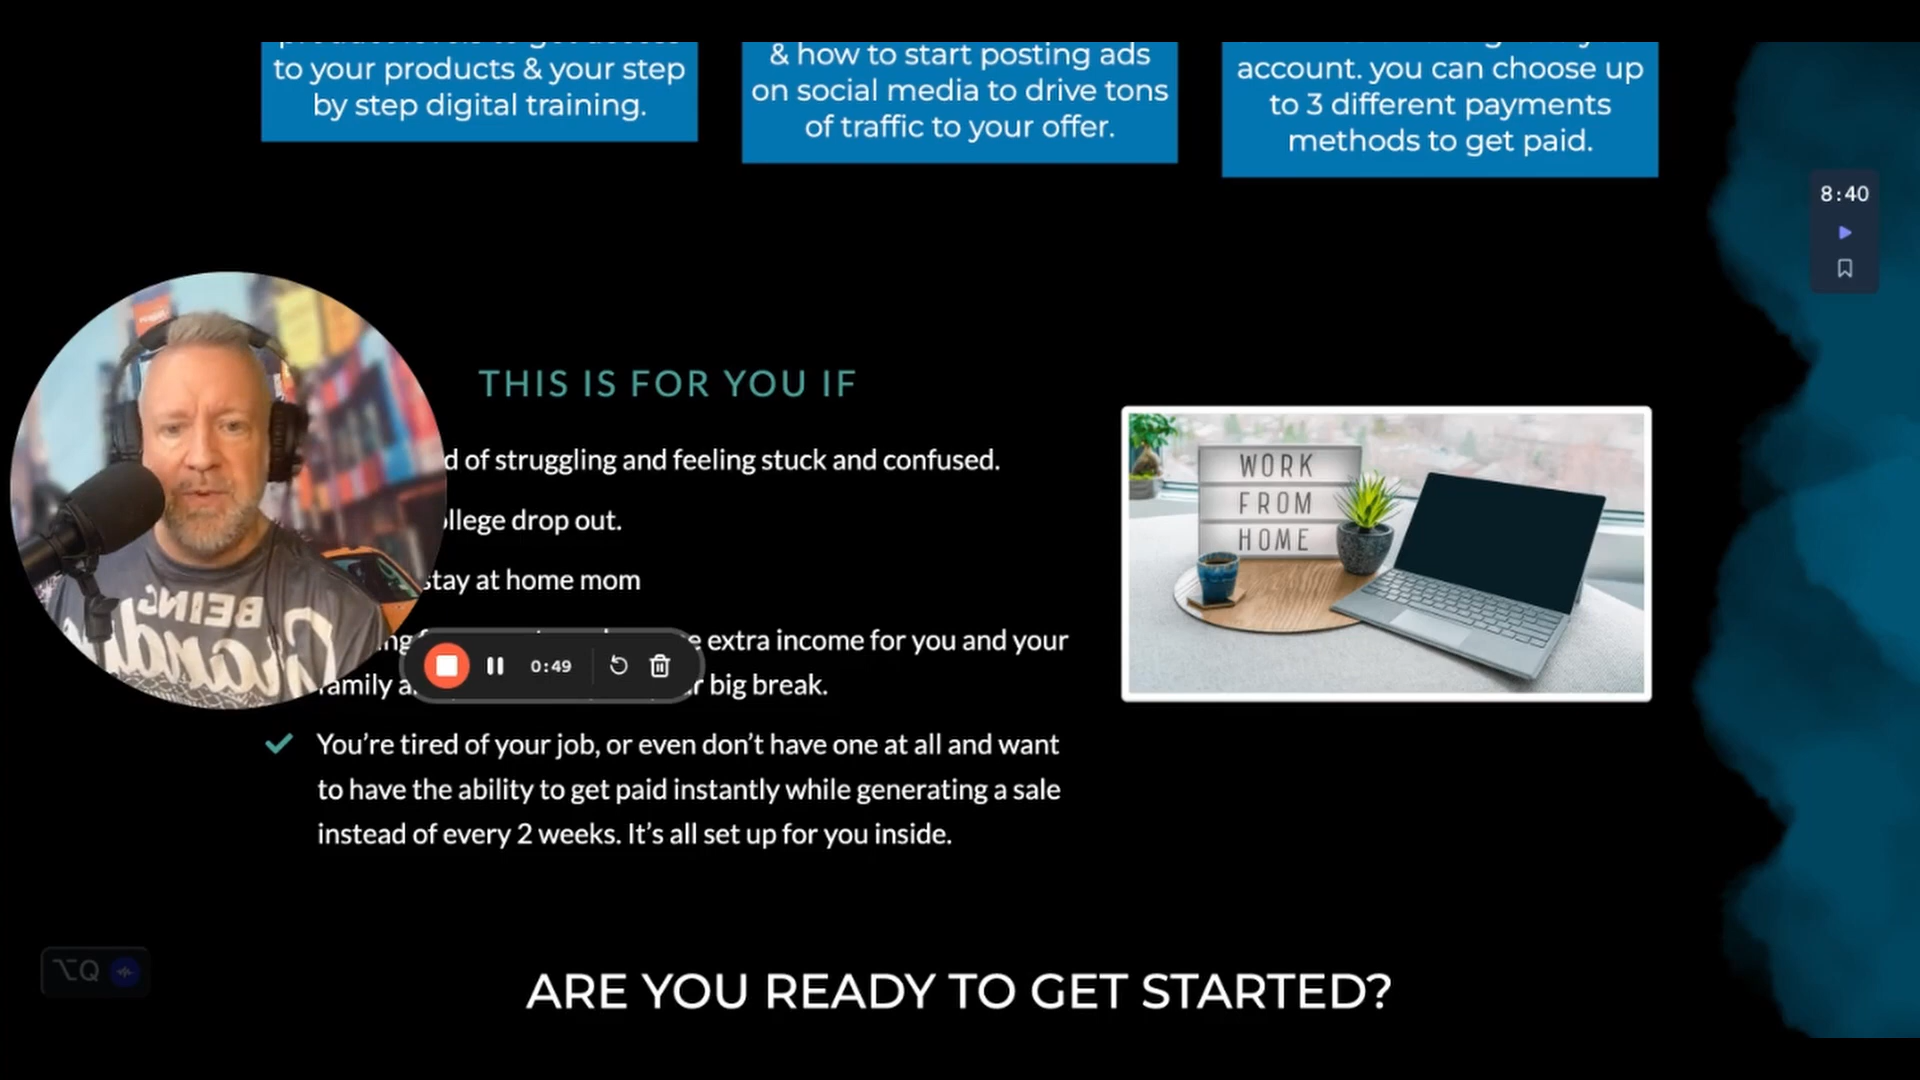 to your products & your step
by step digital training.
& how to start posting ads
on social media to drive tons
of traffic to your offer.
account. you can choose up
to 3 different payments
methods to get paid.
8:40
THIS IS FOR YOU IF
d of struggling and feeling stuck and confused.
ollege drop out.
stay at home mom
e extra income for you and your
family a
r big break.
0:49
You’re tired of your job, or even don’t have one at all and want
to have the ability to get paid instantly while generating a sale
instead of every 2 weeks. It’s all set up for you inside.
WORK
FROM
HOME
BEING
⌥Q
ARE YOU READY TO GET STARTED?